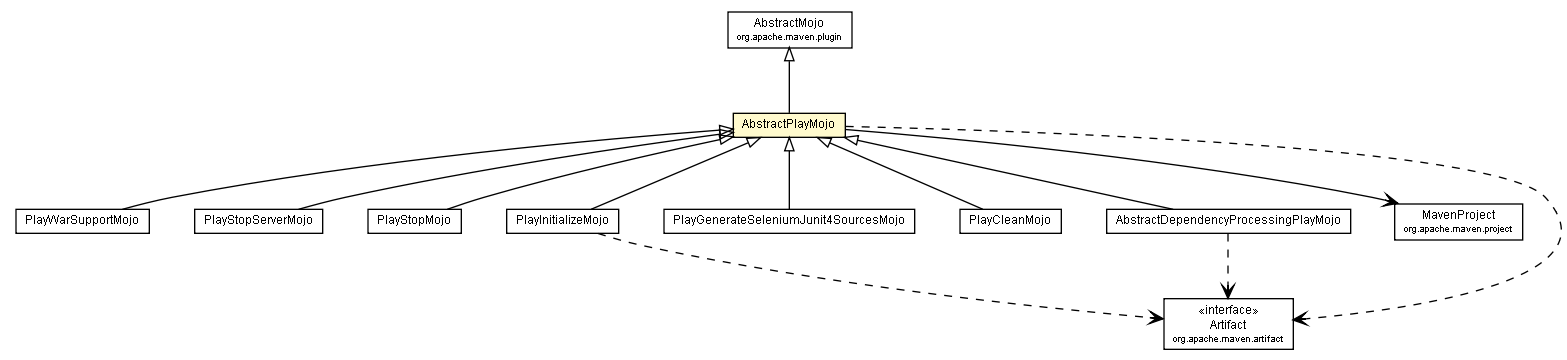 AbstractMojo
org.apache.maven.plugin
AbstractPlayMojo
PlayWarSupportMojo
PlayStopServerMojo
PlayStopMojo
PlayInitializeMojo
PlayGenerateSeleniumJunit4SourcesMojo
PlayCleanMojo
AbstractDependencyProcessingPlayMojo
MavenProject
org.apache.maven.project
«interface»
Artifact
org.apache.maven.artifact